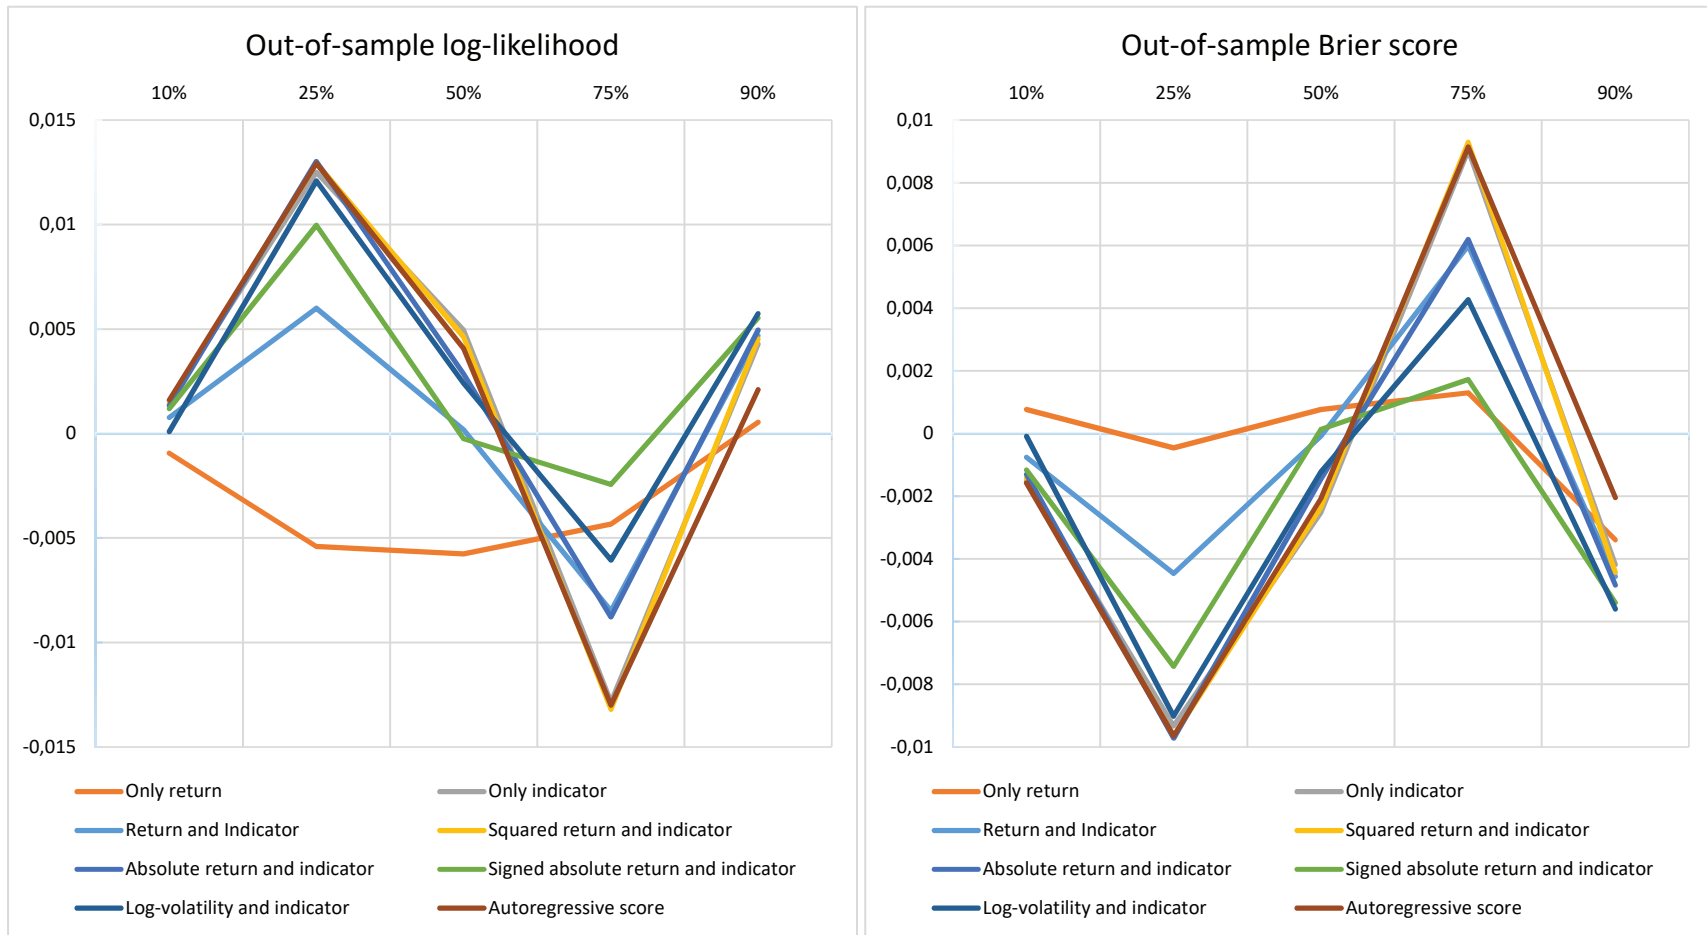 Out-of-sample log-likelihood
10% 25% 50% 75% 90%
0,015
0,01
0,005
0
-0,005
-0,01
-0,015
Only return Only indicator
Return and Indicator Squared return and indicator
Absolute return and indicator Signed absolute return and indicator
Log-volatility and indicator Autoregressive score
Out-of-sample Brier score
10% 25% 50% 75% 90%
0,01
0,008
0,006
0,004
0,002
0
-0,002
-0,004
-0,006
-0,008
-0,01
Only return Only indicator
Return and Indicator Squared return and indicator
Absolute return and indicator Signed absolute return and indicator
Log-volatility and indicator Autoregressive score